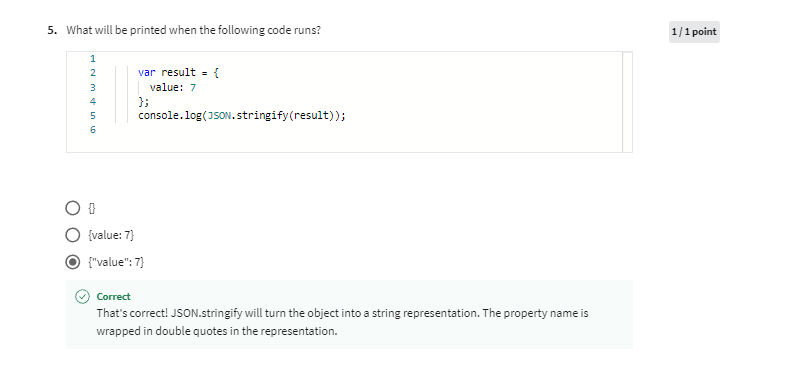 5. What will be printed when the following code runs?
1 / 1 point
1
2 var result = {
3 value: 7
4 };
5 console.log(JSON.stringify(result));
6
{}
{value: 7}
{"value": 7}
Correct
That's correct! JSON.stringify will turn the object into a string representation. The property name is
wrapped in double quotes in the representation.